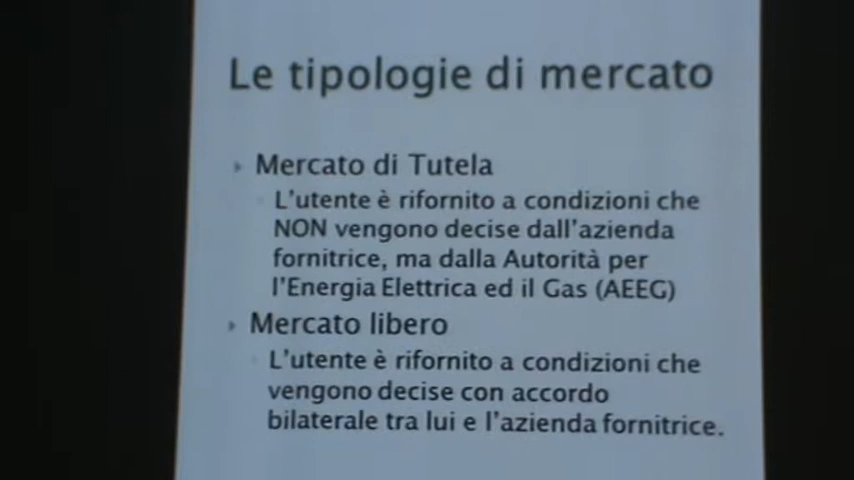 Le tipologie di mercato
Mercato di Tutela
L'utente è rifornito a condizioni che
NON vengono decise dall'azienda
fornitrice, ma dalla Autorità per
l'Energia Elettrica ed il Gas (AEEG)
Mercato libero
L'utente è rifornito a condizioni che
vengono decise con accordo
bilaterale tra lui e l'azienda fornitrice.